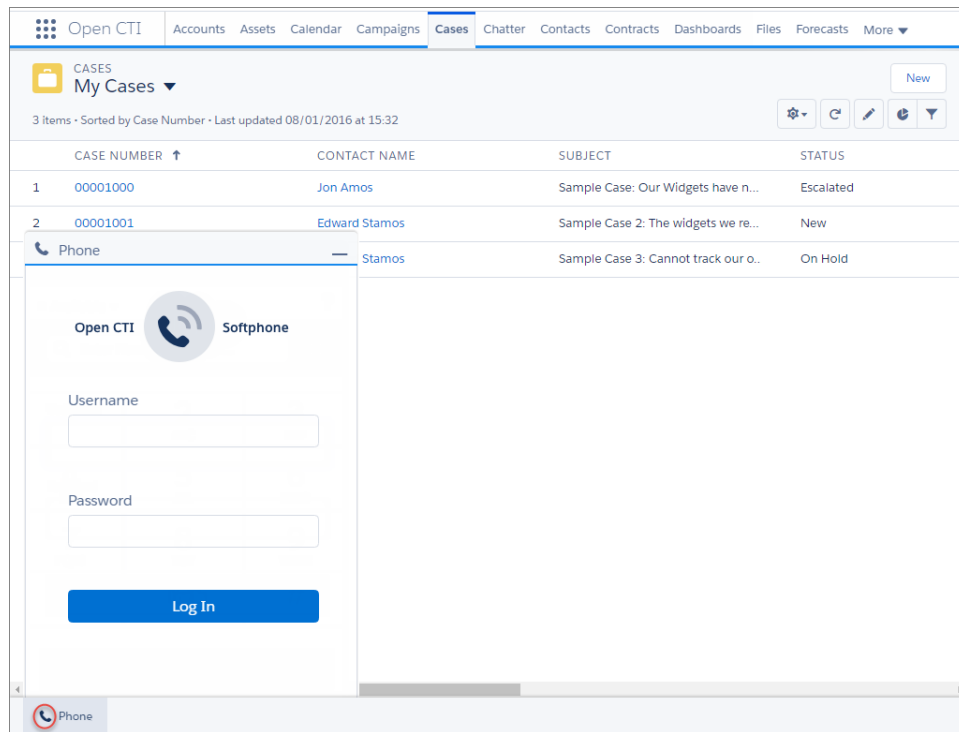 Open CTI Accounts Assets Calendar Campaigns Cases Chatter Contacts Contracts Dashboards Files Forecasts More
CASES
My Cases
New
3 items • Sorted by Case Number • Last updated 08/01/2016 at 15:32
CASE NUMBER CONTACT NAME SUBJECT STATUS
1 00001000 Jon Amos Sample Case: Our Widgets have n... Escalated
2 00001001 Edward Stamos Sample Case 2: The widgets we re... New
Stamos Sample Case 3: Cannot track our o.. On Hold
Phone
Open CTI Softphone
Username
Password
Log In
Phone